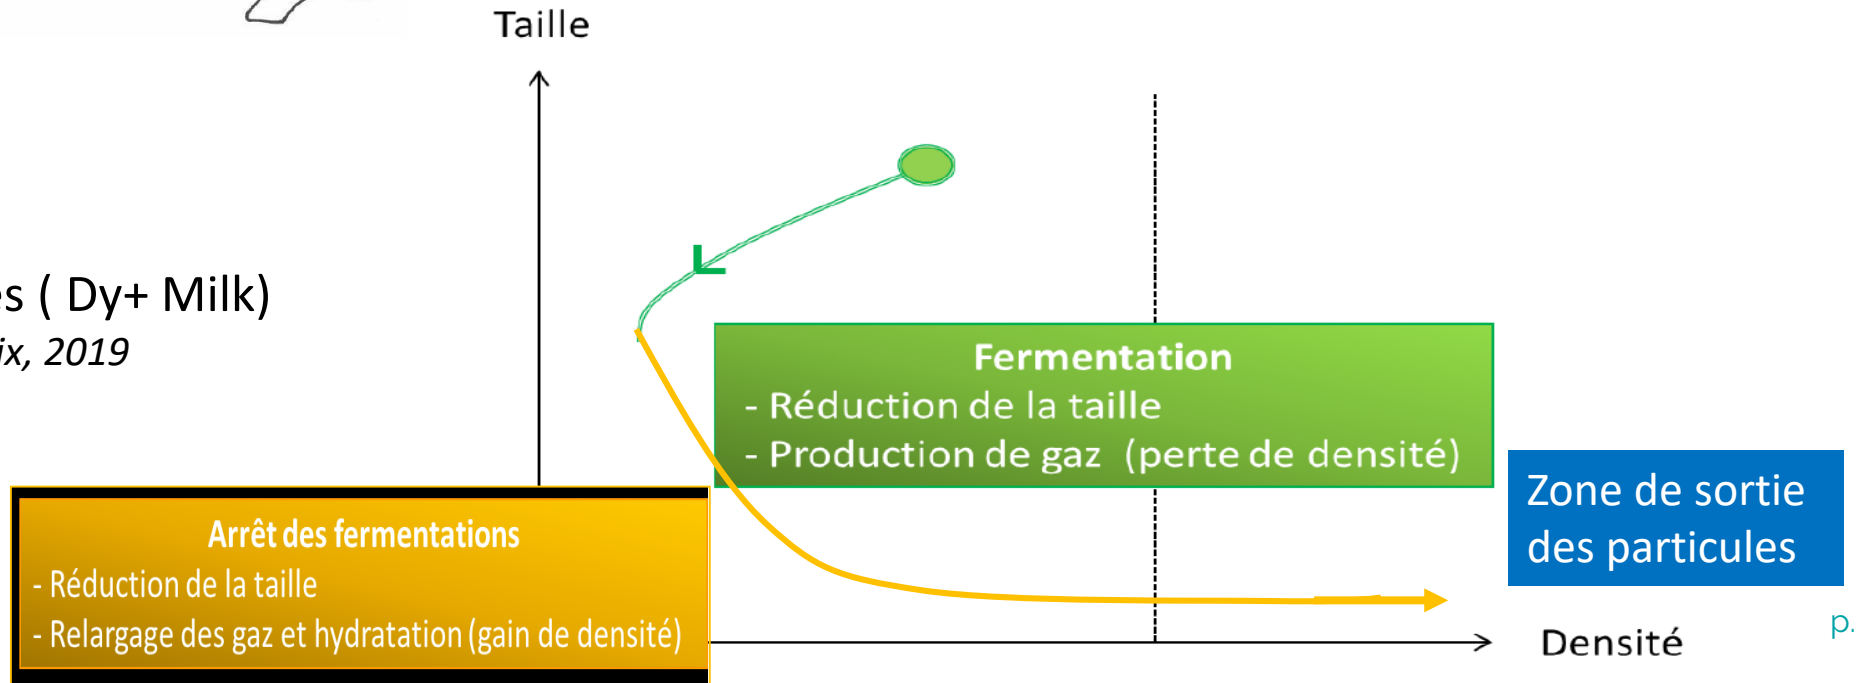 Taille
es ( Dy+ Milk)
ix, 2019
Fermentation
- Réduction de la taille
- Production de gaz (perte de densité)
Zone de sortie
des particules
Arrêt des fermentations
- Réduction de la taille
- Relargage des gaz et hydratation (gain de densité)
Densité
p.